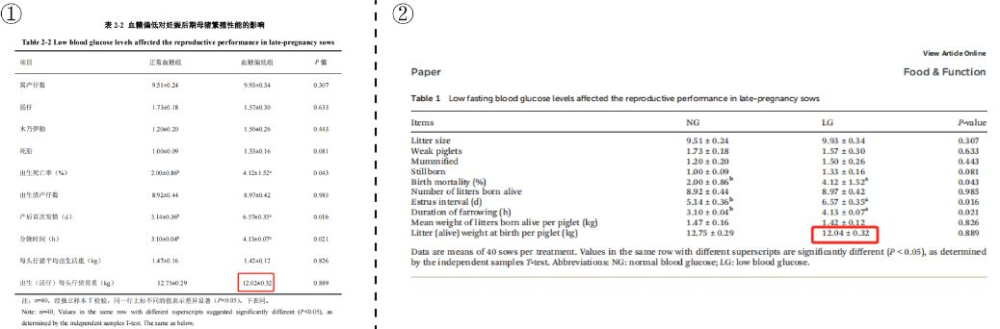 ①
表 2-2 血糖偏低对妊娠后期母猪繁殖性能的影响
Table 2-2 Low blood glucose levels affected the reproductive performance in late-pregnancy sows
项目 正常血糖组 血糖偏低组 P 值
窝产仔数 9.51±0.24 9.93±0.34 0.307
弱仔 1.73±0.18 1.57±0.30 0.633
木乃伊胎 1.20±0.20 1.50±0.26 0.443
死胎 1.00±0.09 1.33±0.16 0.081
出生死亡率（%） 2.00±0.86ᵇ 4.12±1.52ᵃ 0.043
出生活产仔数 8.92±0.44 8.97±0.42 0.985
产后首次发情（d） 5.14±0.36ᵇ 6.57±0.35ᵃ 0.016
分娩时间（h） 3.10±0.04ᵇ 4.13±0.07ᵃ 0.021
每头仔猪平均出生活重（kg） 1.47±0.16 1.42±0.12 0.826
出生（活仔）每头仔猪窝重（kg） 12.75±0.29 12.02±0.32 0.889
注：n=40，经独立样本 T 检验，同一行上标不同的值表示差异显著（P<0.05），下表同。
Note: n=40, Values in the same row with different superscripts suggested significantly different (P<0.05), as
determined by the independent samples T-test. The same as below.
②
View Article Online
Paper Food & Function
Table 1 Low fasting blood glucose levels affected the reproductive performance in late-pregnancy sows
Items NG LG P-value
Litter size 9.51 ± 0.24 9.93 ± 0.34 0.307
Weak piglets 1.73 ± 0.18 1.57 ± 0.30 0.633
Mummified 1.20 ± 0.20 1.50 ± 0.26 0.443
Stillborn 1.00 ± 0.09 1.33 ± 0.16 0.081
Birth mortality (%) 2.00 ± 0.86ᵇ 4.12 ± 1.52ᵃ 0.043
Number of litters born alive 8.92 ± 0.44 8.97 ± 0.42 0.985
Estrus interval (d) 5.14 ± 0.36ᵇ 6.57 ± 0.35ᵃ 0.016
Duration of farrowing (h) 3.10 ± 0.04ᵇ 4.13 ± 0.07ᵃ 0.021
Mean weight of litters born alive per piglet (kg) 1.47 ± 0.16 1.42 ± 0.12 0.826
Litter (alive) weight at birth per piglet (kg) 12.75 ± 0.29 12.04 ± 0.32 0.889
Data are means of 40 sows per treatment. Values in the same row with different superscripts are significantly different (P < 0.05), as determined
by the independent samples T-test. Abbreviations: NG: normal blood glucose; LG: low blood glucose.